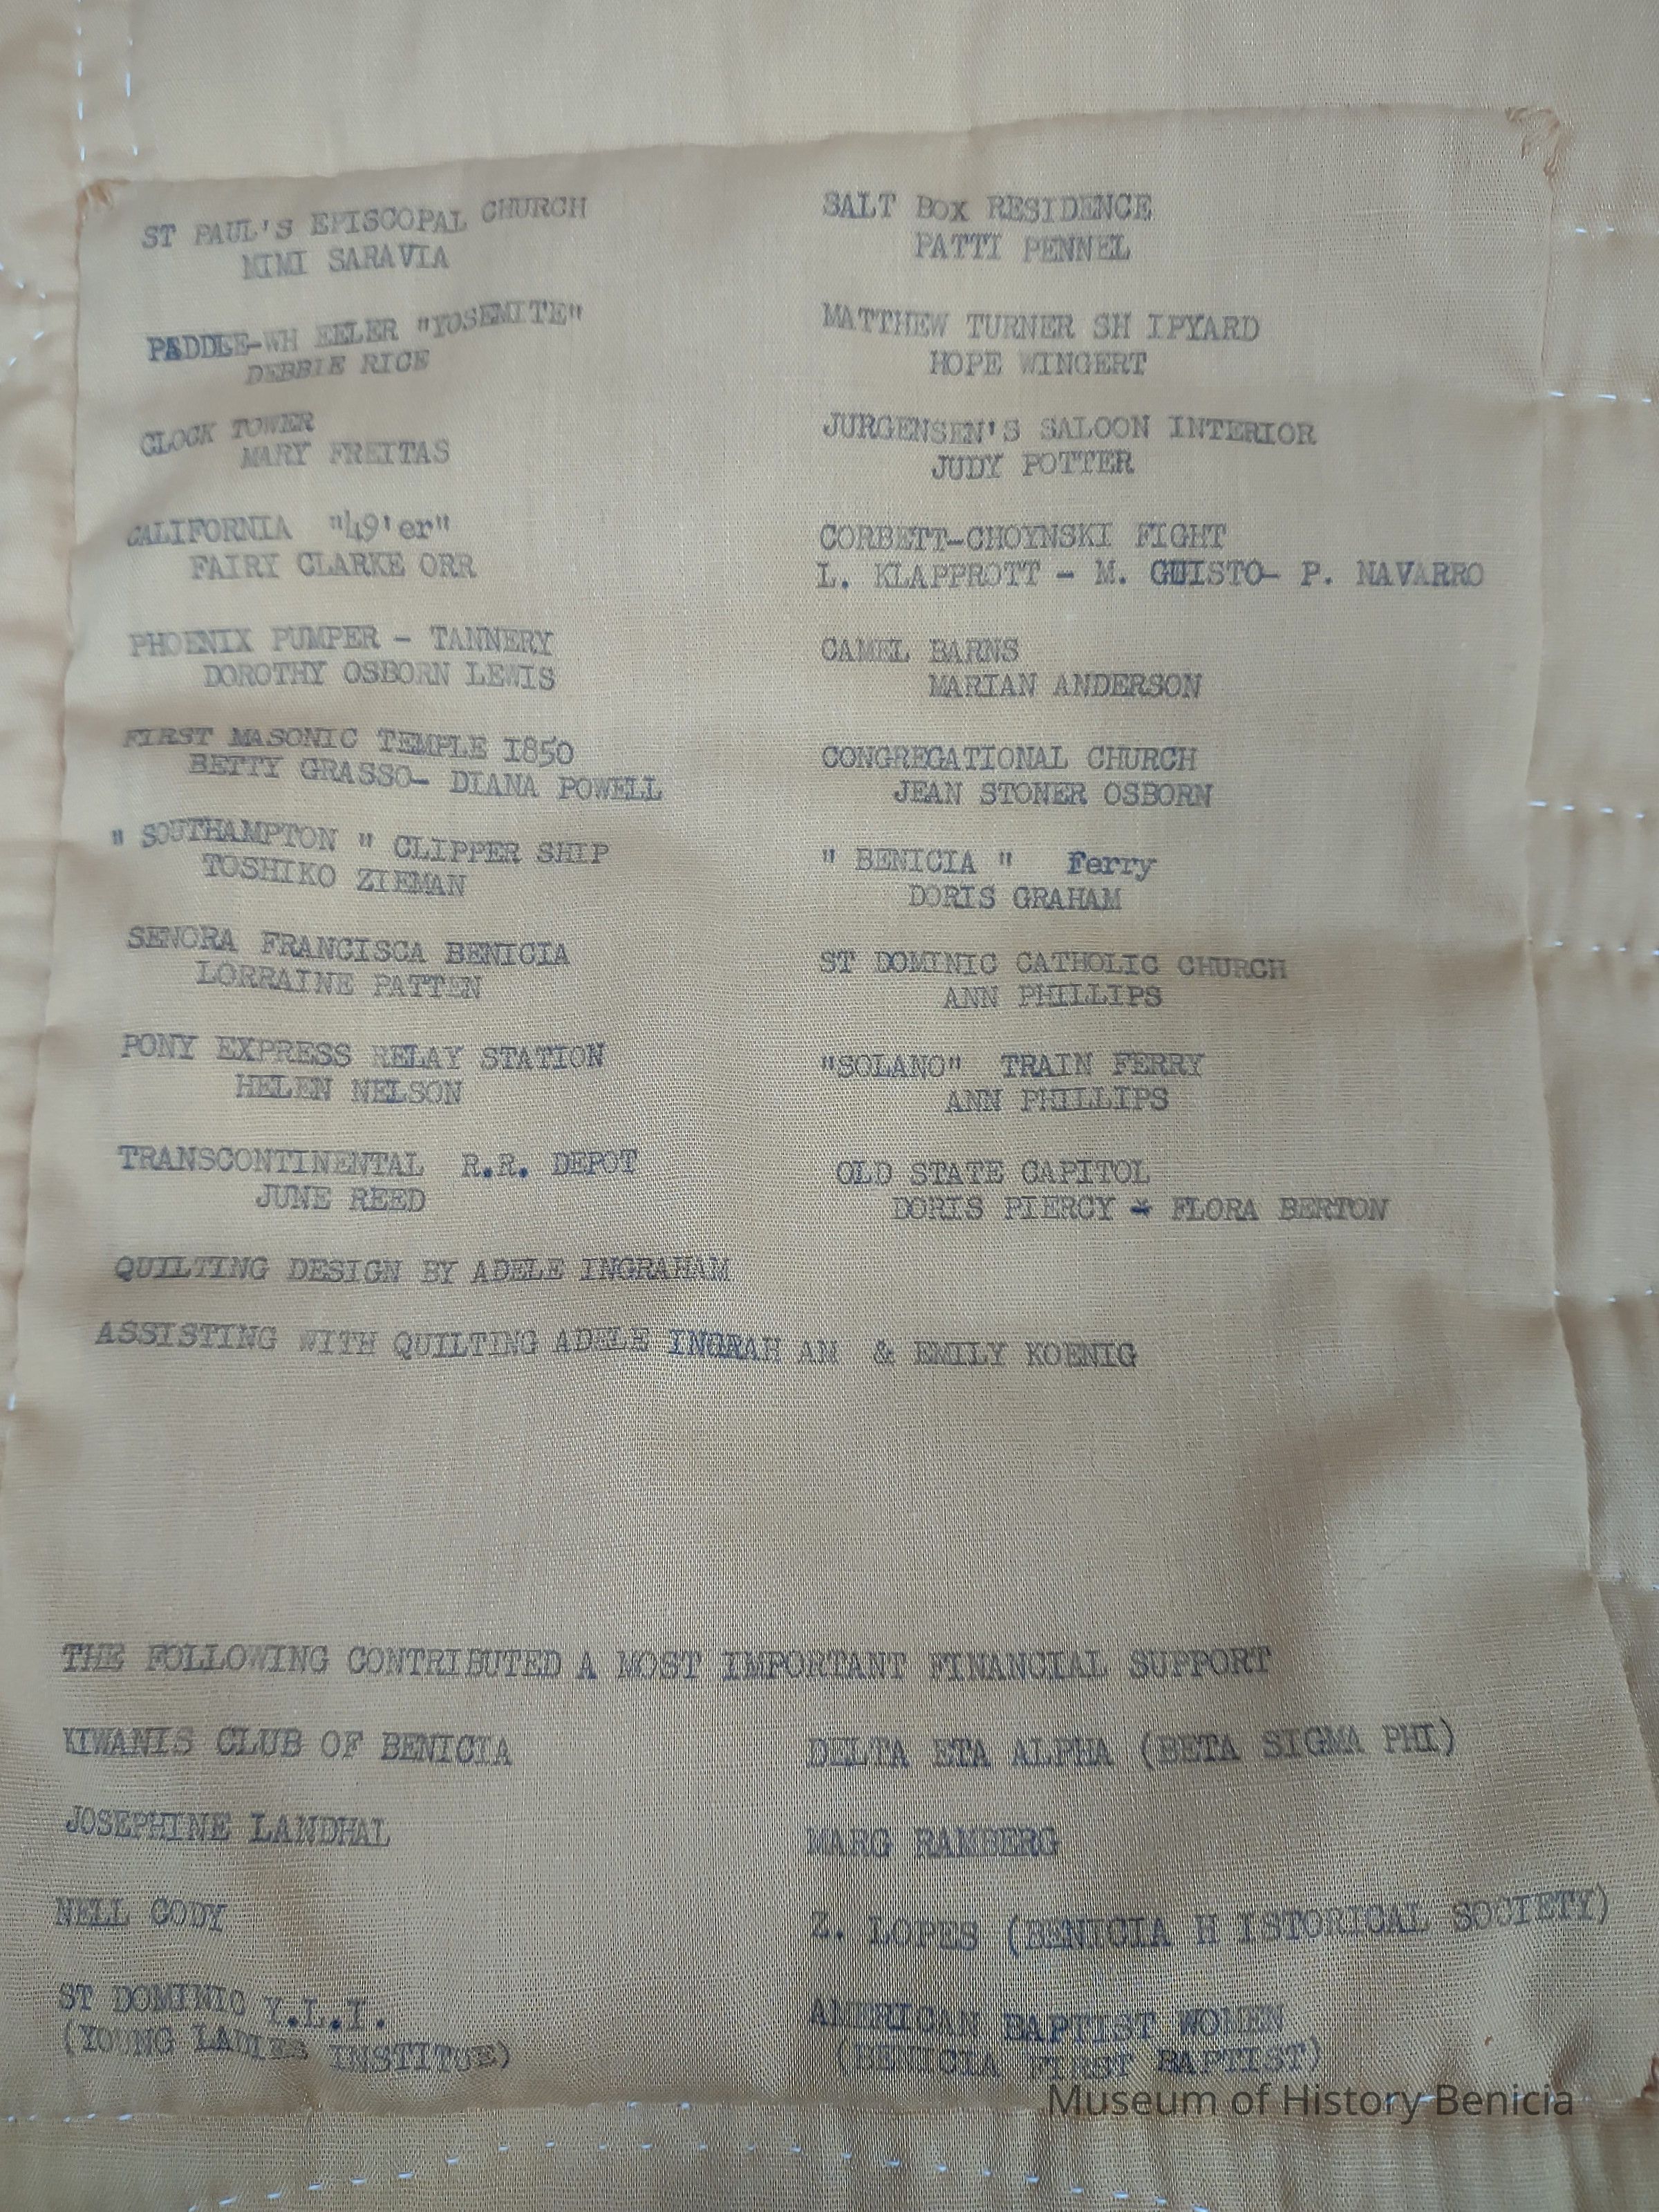 ST PAUL'S EPISCOPAL CHURCH
MIMI SARAVIA
PADDLE-WH EELER "YOSEMITE"
DEBBIE RICE
CLOCK TOWER
MARY FREITAS
CALIFORNIA "49'er"
FAIRY CLARKE ORR
PHOENIX PUMPER - TANNERY
DOROTHY OSBORN LEWIS
FIRST MASONIC TEMPLE 1850
BETTY GRASSO- DIANA POWELL
" SOUTHAMPTON " CLIPPER SHIP
TOSHIKO ZIEMAN
SENORA FRANCISCA BENICIA
LORRAINE PATTEN
PONY EXPRESS RELAY STATION
HELEN NELSON
TRANSCONTINENTAL R.R. DEPOT
JUNE REED
SALT BOX RESIDENCE
PATTI PENNEL
MATTHEW TURNER SH IPYARD
HOPE WINGERT
JURGENSEN'S SALOON INTERIOR
JUDY POTTER
CORBETT-CHOYNSKI FIGHT
L. KLAPPROTT - M. GUISTO- P. NAVARRO
CAMEL BARNS
MARIAN ANDERSON
CONGREGATIONAL CHURCH
JEAN STONER OSBORN
" BENICIA " Ferry
DORIS GRAHAM
ST DOMINIC CATHOLIC CHURCH
ANN PHILLIPS
"SOLANO" TRAIN FERRY
ANN PHILLIPS
OLD STATE CAPITOL
DORIS PIERCY & FLORA BERTON
QUILTING DESIGN BY ADELE INGRAHAM
ASSISTING WITH QUILTING ADELE INGRAH AM & EMILY KOENIG
THE FOLLOWING CONTRIBUTED A MOST IMPORTANT FINANCIAL SUPPORT
KIWANIS CLUB OF BENICIA
JOSEPHINE LANDHAL
NELL CODY
ST DOMINIC Y.L.I.
(YOUNG LADIES INSTITUE)
DELTA ETA ALPHA (BETA SIGMA PHI)
MARG RAMBERG
Z. LOPES (BENICIA H ISTORICAL SOCIETY)
AMERICAN BAPTIST WOMEN
(BENICIA FIRST BAPTIST)
Museum of History Benicia